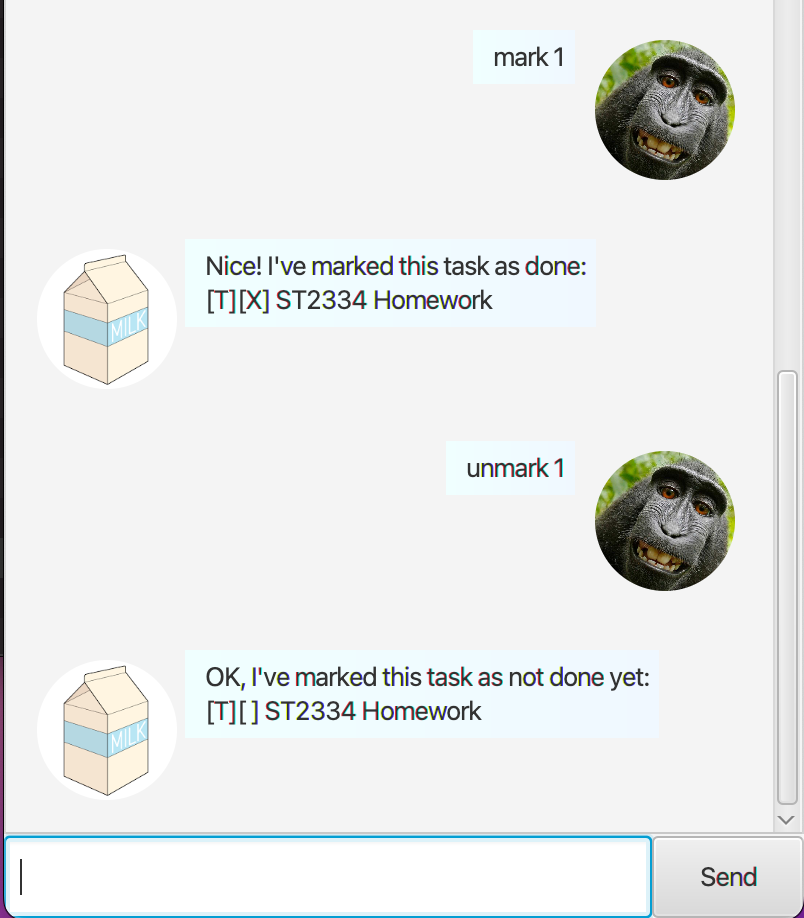 mark 1
Nice! I've marked this task as done:
[T][X] ST2334 Homework
MILK
unmark 1
OK, I've marked this task as not done yet:
[T][ ] ST2334 Homework
MILK
Send